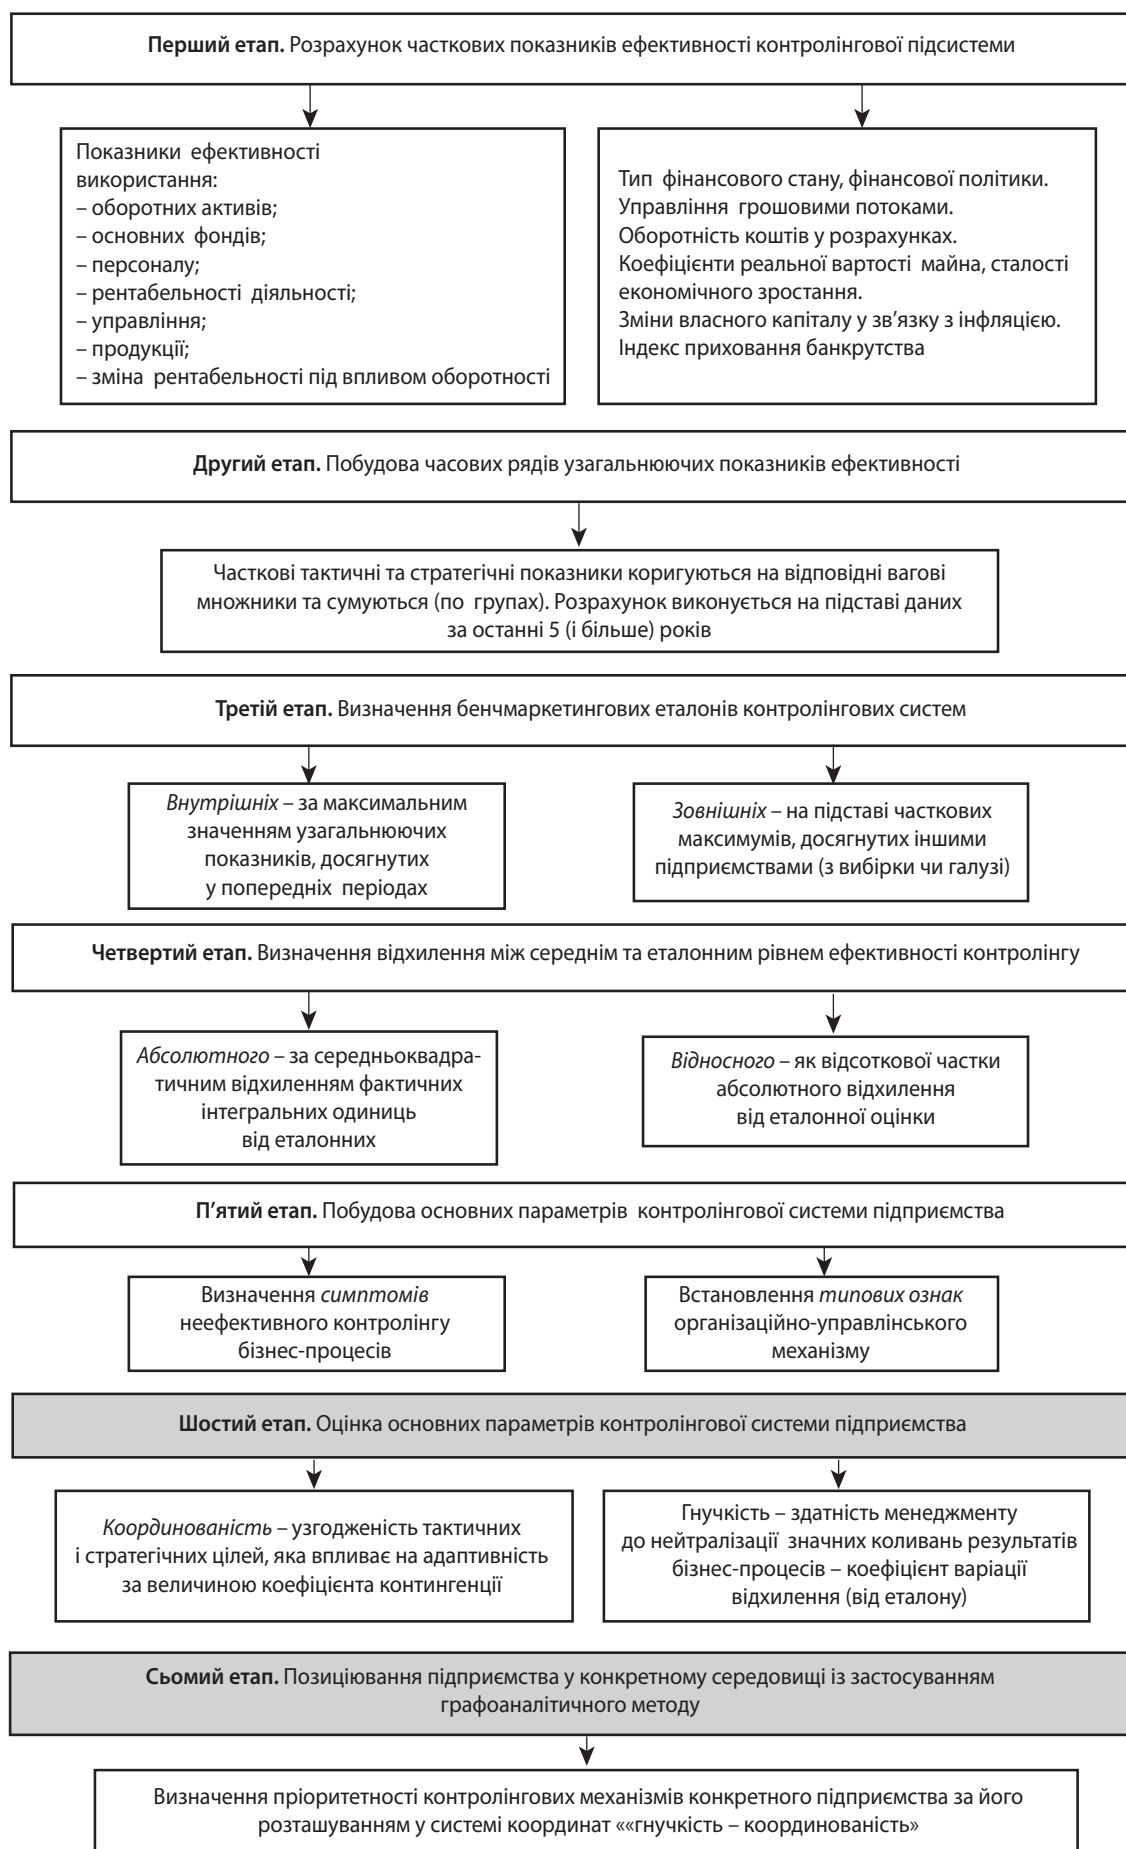 Перший етап. Розрахунок часткових показників ефективності контролінгової підсистеми
Показники ефективності
використання:
– оборотних активів;
– основних фондів;
– персоналу;
– рентабельності діяльності;
– управління;
– продукції;
– зміна рентабельності під впливом оборотності
Тип фінансового стану, фінансової політики.
Управління грошовими потоками.
Оборотність коштів у розрахунках.
Коефіцієнти реальної вартості майна, сталості
економічного зростання.
Зміни власного капіталу у зв’язку з інфляцією.
Індекс приховання банкрутства
Другий етап. Побудова часових рядів узагальнюючих показників ефективності
Часткові тактичні та стратегічні показники коригуються на відповідні вагові
множники та сумуються (по групах). Розрахунок виконується на підставі даних
за останні 5 (і більше) років
Третій етап. Визначення бенчмаркетингових еталонів контролінгових систем
Внутрішніх – за максимальним
значенням узагальнюючих
показників, досягнутих
у попередніх періодах
Зовнішніх – на підставі часткових
максимумів, досягнутих іншими
підприємствами (з вибірки чи галузі)
Четвертий етап. Визначення відхилення між середнім та еталонним рівнем ефективності контролінгу
Абсолютного – за середньоквадра-
тичним відхиленням фактичних
інтегральних одиниць
від еталонних
Відносного – як відсоткової частки
абсолютного відхилення
від еталонної оцінки
П’ятий етап. Побудова основних параметрів контролінгової системи підприємства
Визначення симптомів
неефективного контролінгу
бізнес-процесів
Встановлення типових ознак
організаційно-управлінського
механізму
Шостий етап. Оцінка основних параметрів контролінгової системи підприємства
Координованість – узгодженість тактичних
і стратегічних цілей, яка впливає на адаптивність
за величиною коефіцієнта контингенції
Гнучкість – здатність менеджменту
до нейтралізації значних коливань результатів
бізнес-процесів – коефіцієнт варіації
відхилення (від еталону)
Сьомий етап. Позиціювання підприємства у конкретному середовищі із застосуванням
графоаналітичного методу
Визначення пріоритетності контролінгових механізмів конкретного підприємства за його
розташуванням у системі координат ««гнучкість – координованість»